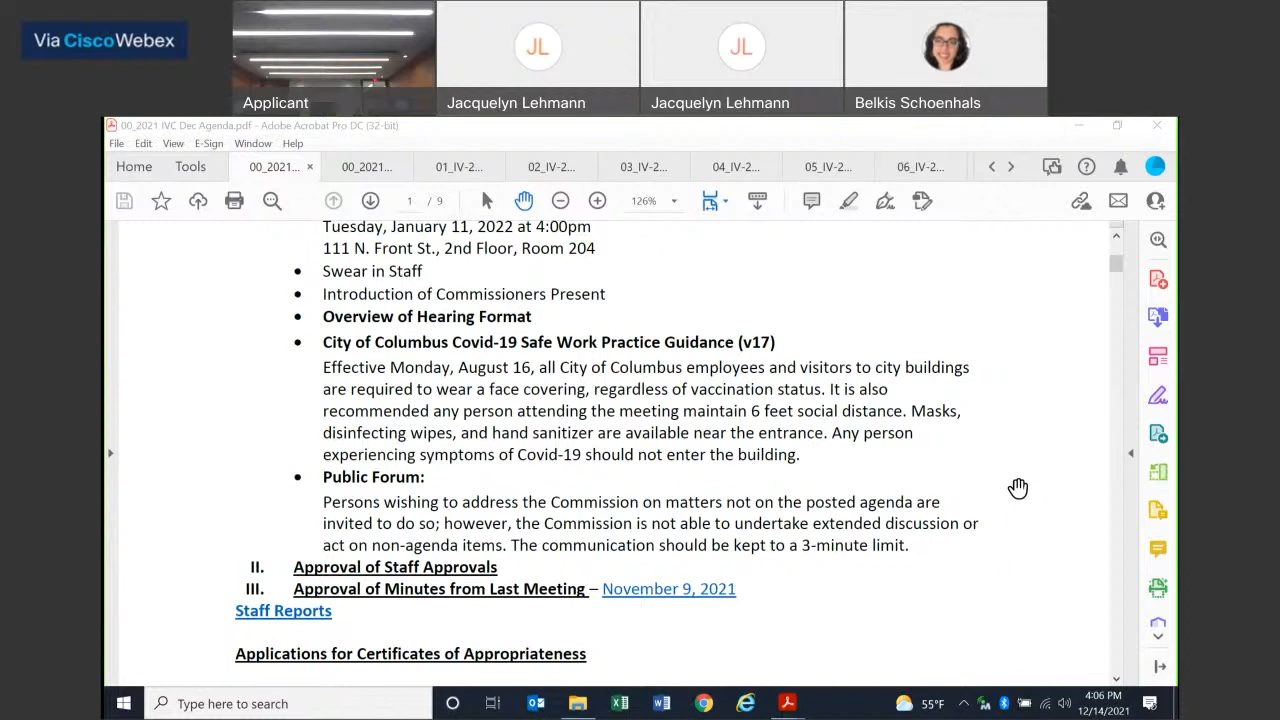 Via Cisco Webex
JL
JL
Applicant
Jacquelyn Lehmann
Jacquelyn Lehmann
Belkis Schoenhals
00_2021 IVC Dec Agenda.pdf - Adobe Acrobat Pro DC (32-bit)
File Edit View E-Sign Window Help
Home Tools 00_2021... × 00_2021... 01_IV-2... 02_IV-2... 03_IV-2... 04_IV-2... 05_IV-2... 06_IV-2...
1 / 9 126%
Tuesday, January 11, 2022 at 4:00pm
111 N. Front St., 2nd Floor, Room 204
• Swear in Staff
• Introduction of Commissioners Present
• Overview of Hearing Format
• City of Columbus Covid-19 Safe Work Practice Guidance (v17)
Effective Monday, August 16, all City of Columbus employees and visitors to city buildings
are required to wear a face covering, regardless of vaccination status. It is also
recommended any person attending the meeting maintain 6 feet social distance. Masks,
disinfecting wipes, and hand sanitizer are available near the entrance. Any person
experiencing symptoms of Covid-19 should not enter the building.
• Public Forum:
Persons wishing to address the Commission on matters not on the posted agenda are
invited to do so; however, the Commission is not able to undertake extended discussion or
act on non-agenda items. The communication should be kept to a 3-minute limit.
II. Approval of Staff Approvals
III. Approval of Minutes from Last Meeting – November 9, 2021
Staff Reports
Applications for Certificates of Appropriateness
Type here to search
55°F
4:06 PM
12/14/2021